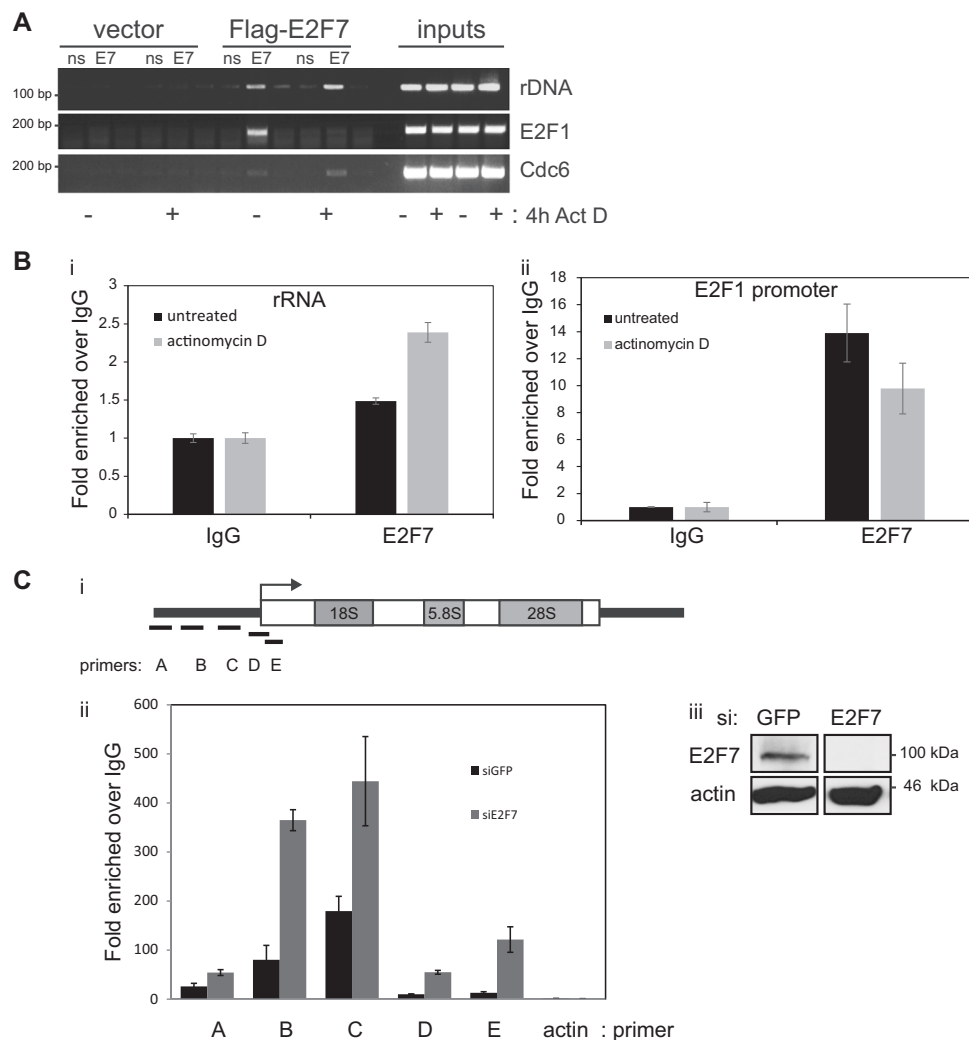 A
vector Flag-E2F7 inputs
ns E7 ns E7 ns E7 ns E7
100 bp rDNA
200 bp E2F1
200 bp Cdc6
- + - + - + - + : 4h Act D
B
i
rRNA
Fold enriched over IgG
3
2.5
2
1.5
1
0.5
0
untreated
actinomycin D
IgG E2F7
ii
E2F1 promoter
Fold enriched over IgG
18
16
14
12
10
8
6
4
2
0
untreated
actinomycin D
IgG E2F7
C
i
18S 5.8S 28S
primers: A B C D E
ii
Fold enriched over IgG
600
500
400
300
200
100
0
siGFP
siE2F7
A B C D E actin : primer
iii si: GFP E2F7
E2F7 100 kDa
46 kDa
actin